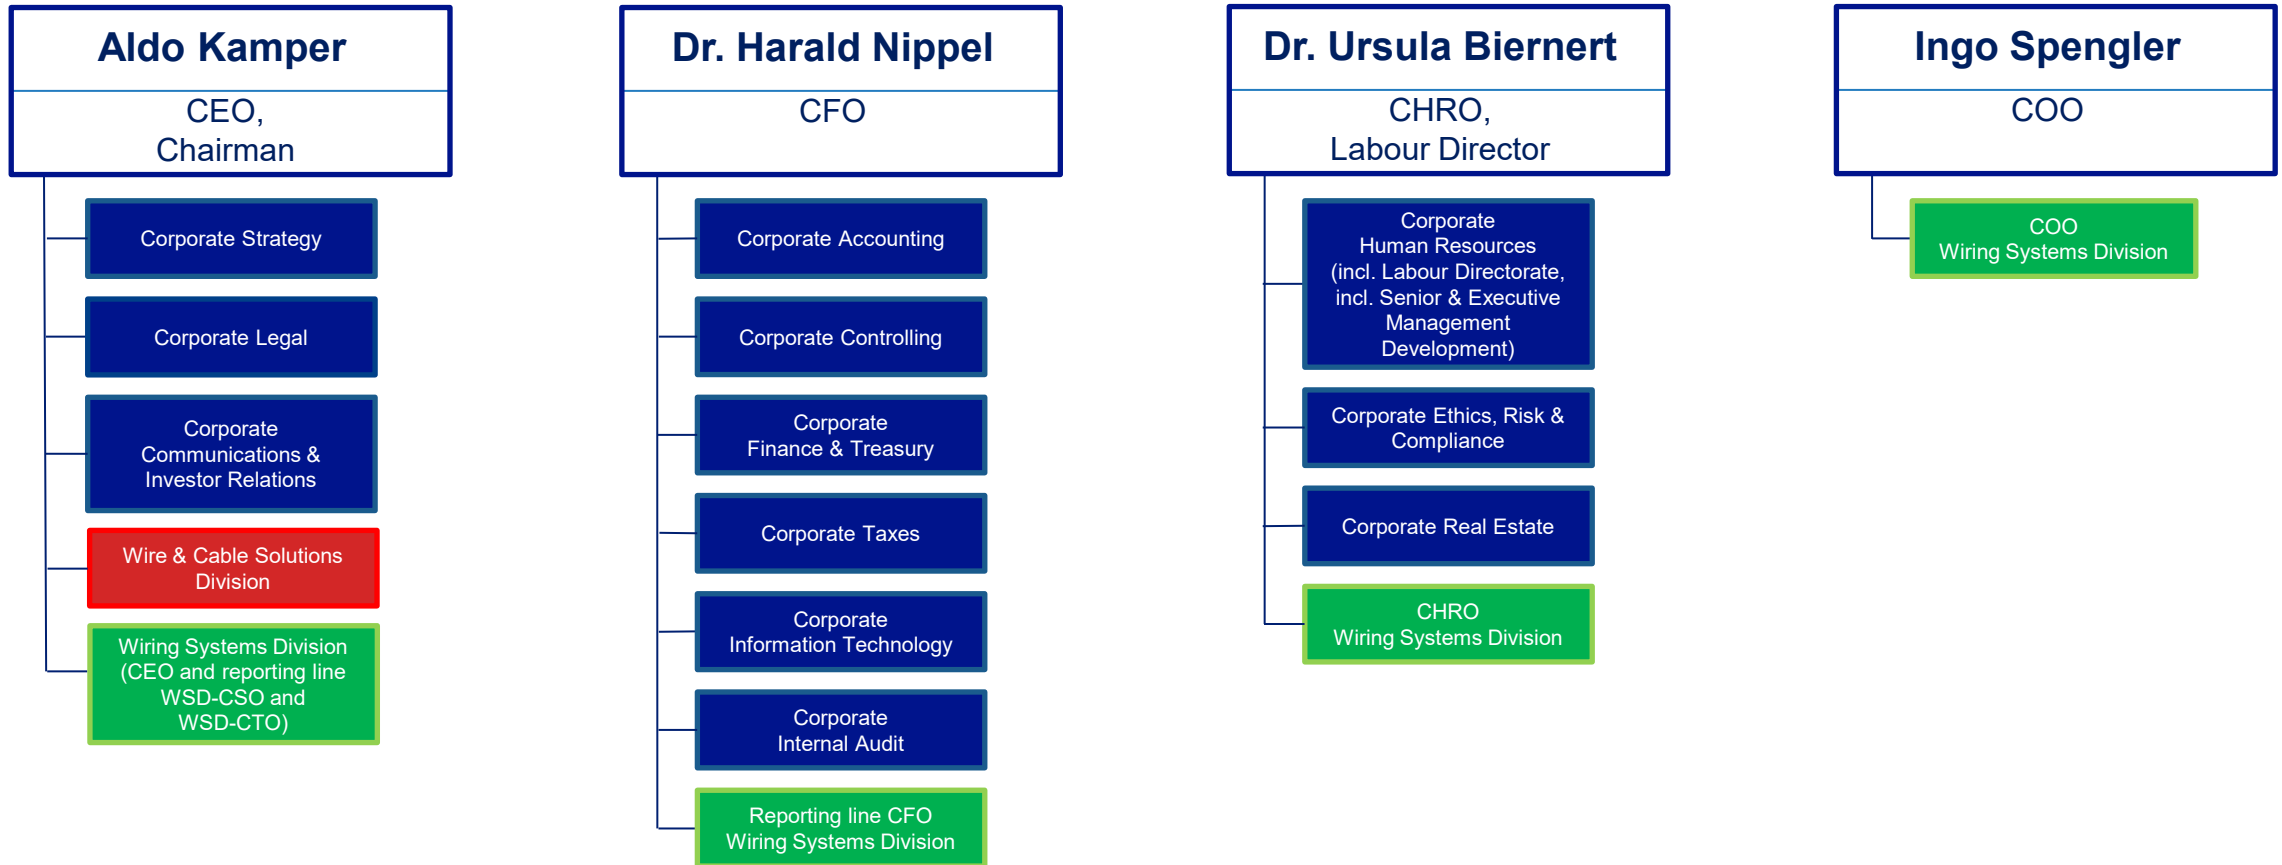 Aldo Kamper
CEO,
Chairman
Corporate Strategy
Corporate Legal
Corporate
Communications &
Investor Relations
Wire & Cable Solutions
Division
Wiring Systems Division
(CEO and reporting line
WSD-CSO and
WSD-CTO)
Dr. Harald Nippel
CFO
Corporate Accounting
Corporate Controlling
Corporate
Finance & Treasury
Corporate Taxes
Corporate
Information Technology
Corporate
Internal Audit
Reporting line CFO
Wiring Systems Division
Dr. Ursula Biernert
CHRO,
Labour Director
Corporate
Human Resources
(incl. Labour Directorate,
incl. Senior & Executive
Management
Development)
Corporate Ethics, Risk &
Compliance
Corporate Real Estate
CHRO
Wiring Systems Division
Ingo Spengler
COO
COO
Wiring Systems Division